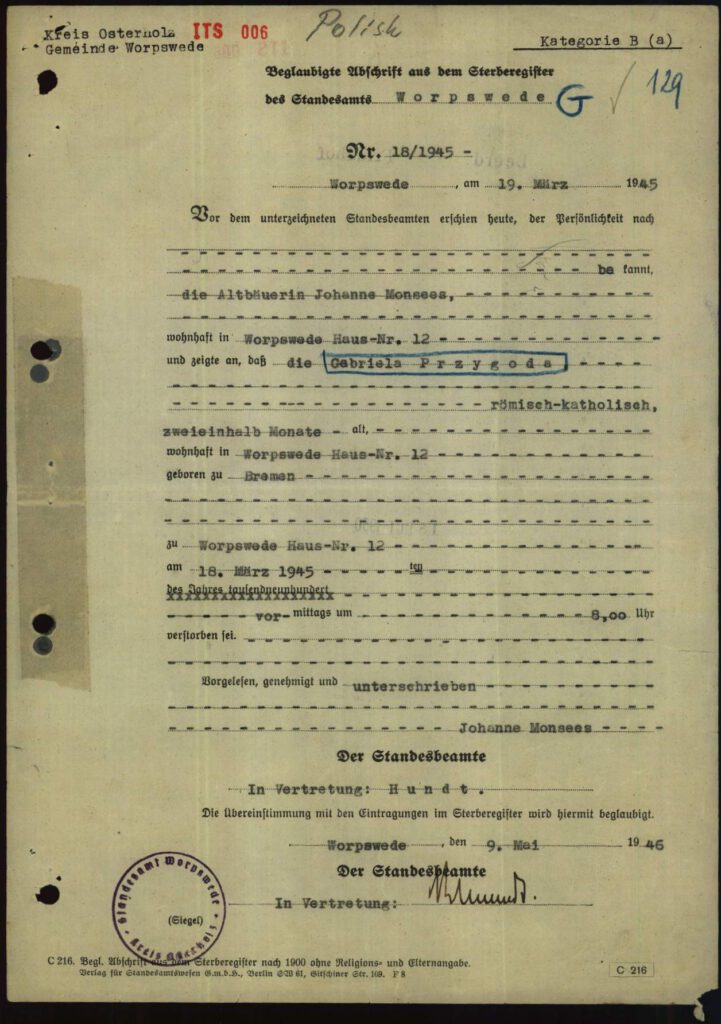 Kreis Osterholz ITS 006 Polish
Gemeinde Worpswede Kategorie B (a)
Beglaubigte Abschrift aus dem Sterberegister
des Standesamts Worpswede G 129
Nr. 18/1945 -
Worpswede, am 19. März 1945
Vor dem unterzeichneten Standesbeamten erschien heute, der Persönlichkeit nach
be kannt,
die Altbäuerin Johanne Monsees,
wohnhaft in Worpswede Haus-Nr. 12
und zeigte an, daß die Gabriela Przygoda
römisch-katholisch,
zweieinhalb Monate - alt,
wohnhaft in Worpswede Haus-Nr. 12
geboren zu Bremen
zu Worpswede Haus-Nr. 12
am 18. März 1945 ten
des Jahres tausendneunhundert
vor-mittags um 8,00 Uhr
verstorben sei.
Vorgelesen, genehmigt und unterschrieben
Johanne Monsees
Der Standesbeamte
In Vertretung: Hundt.
Die Übereinstimmung mit den Eintragungen im Sterberegister wird hiermit beglaubigt.
Worpswede, den 9. Mai 1946
Der Standesbeamte
In Vertretung:
Standesamt Worpswede
(Siegel)
Kreis Osterholz
C 216. Begl. Abschrift aus dem Sterberegister nach 1900 ohne Religions- und Elternangabe.
Verlag für Standesamtswesen G.m.b.H., Berlin SW 61, Gitschiner Str. 109. F 8
C 216